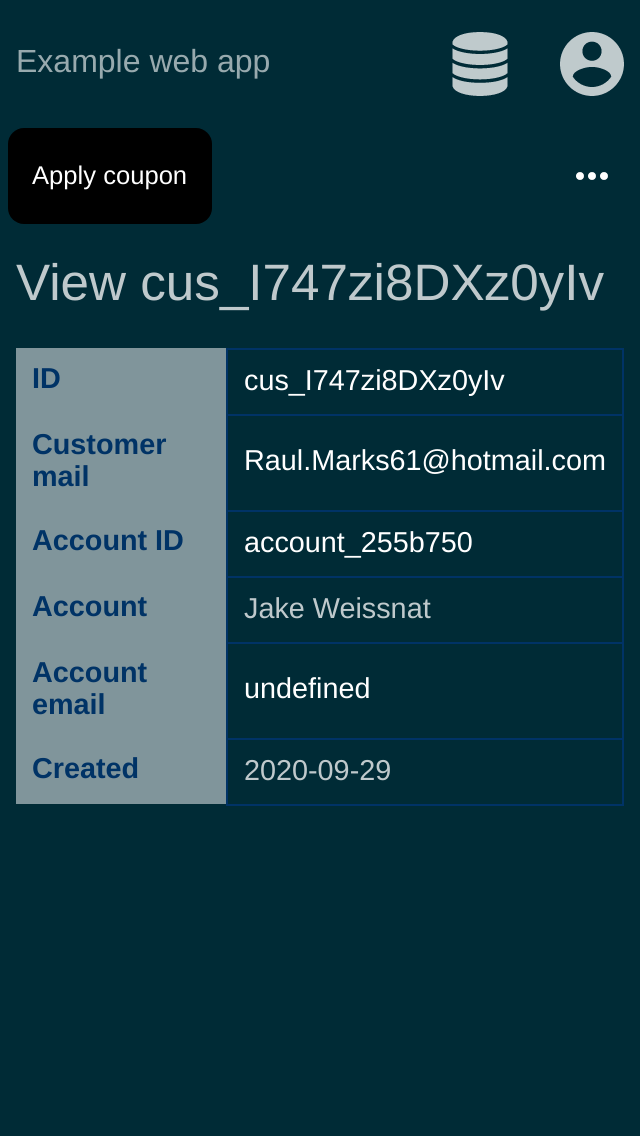 Example web app
Apply coupon
View cus_I747zi8DXz0yIv
ID
cus_I747zi8DXz0yIv
Customer
mail
Raul.Marks61@hotmail.com
Account ID
account_255b750
Account
Jake Weissnat
Account
email
undefined
Created
2020-09-29